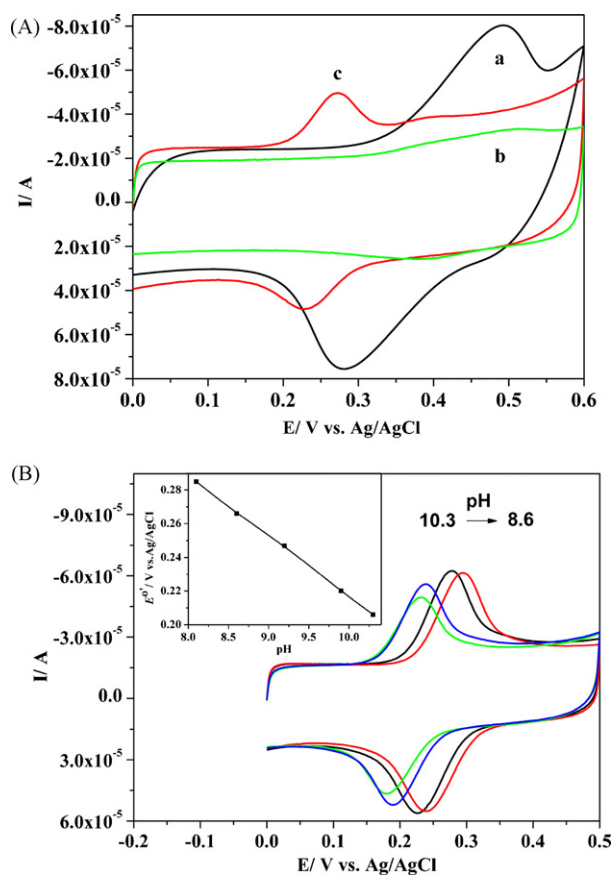 (A)
-8.0x10⁻⁵
-6.0x10⁻⁵
-4.0x10⁻⁵
-2.0x10⁻⁵
0.0
2.0x10⁻⁵
4.0x10⁻⁵
6.0x10⁻⁵
8.0x10⁻⁵
I/ A
a
c
b
0.0 0.1 0.2 0.3 0.4 0.5 0.6
E/ V vs. Ag/AgCl
(B)
-9.0x10⁻⁵
-6.0x10⁻⁵
-3.0x10⁻⁵
0.0
3.0x10⁻⁵
6.0x10⁻⁵
I/ A
0.28
0.26
0.24
0.22
0.20
E⁰'/ V vs.Ag/AgCl
8.0 8.5 9.0 9.5 10.0
pH
pH
10.3 → 8.6
-0.2 -0.1 0.0 0.1 0.2 0.3 0.4 0.5
E/ V vs. Ag/AgCl